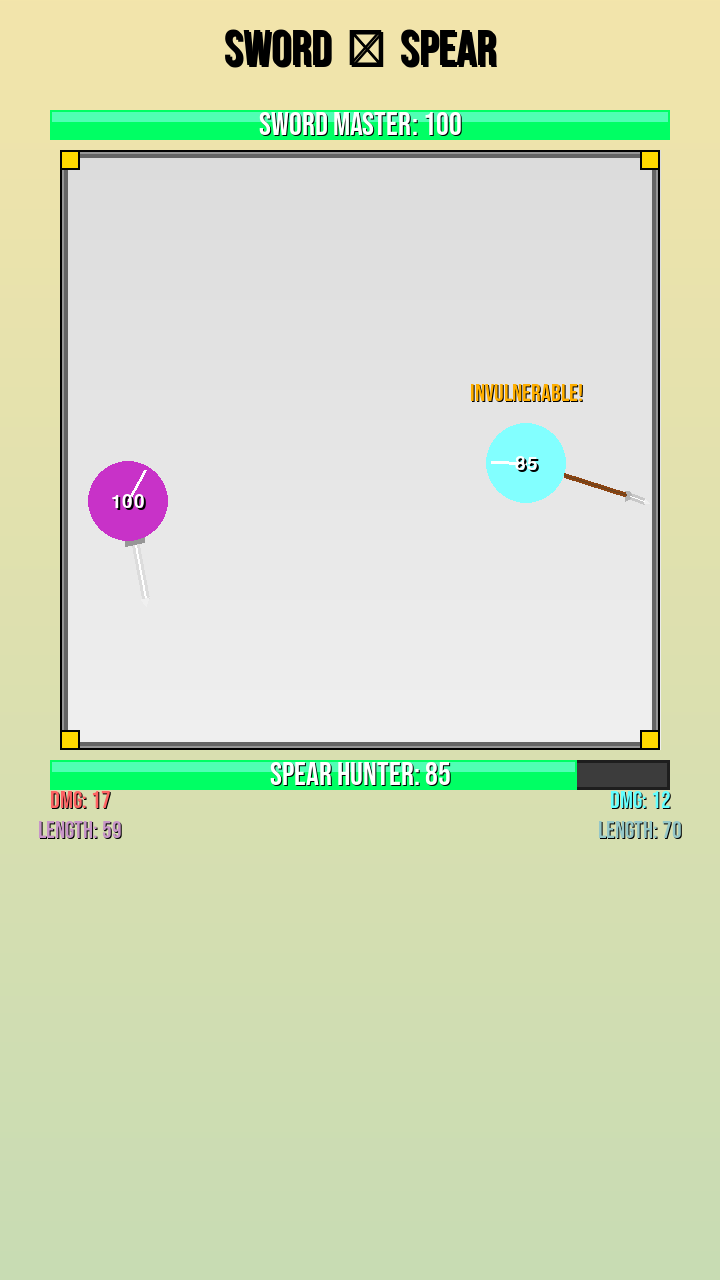 SWORD ☒ SPEAR
SWORD MASTER: 100
INVULNERABLE!
85
100
SPEAR HUNTER: 85
DMG: 17 DMG: 12
LENGTH: 59 LENGTH: 70